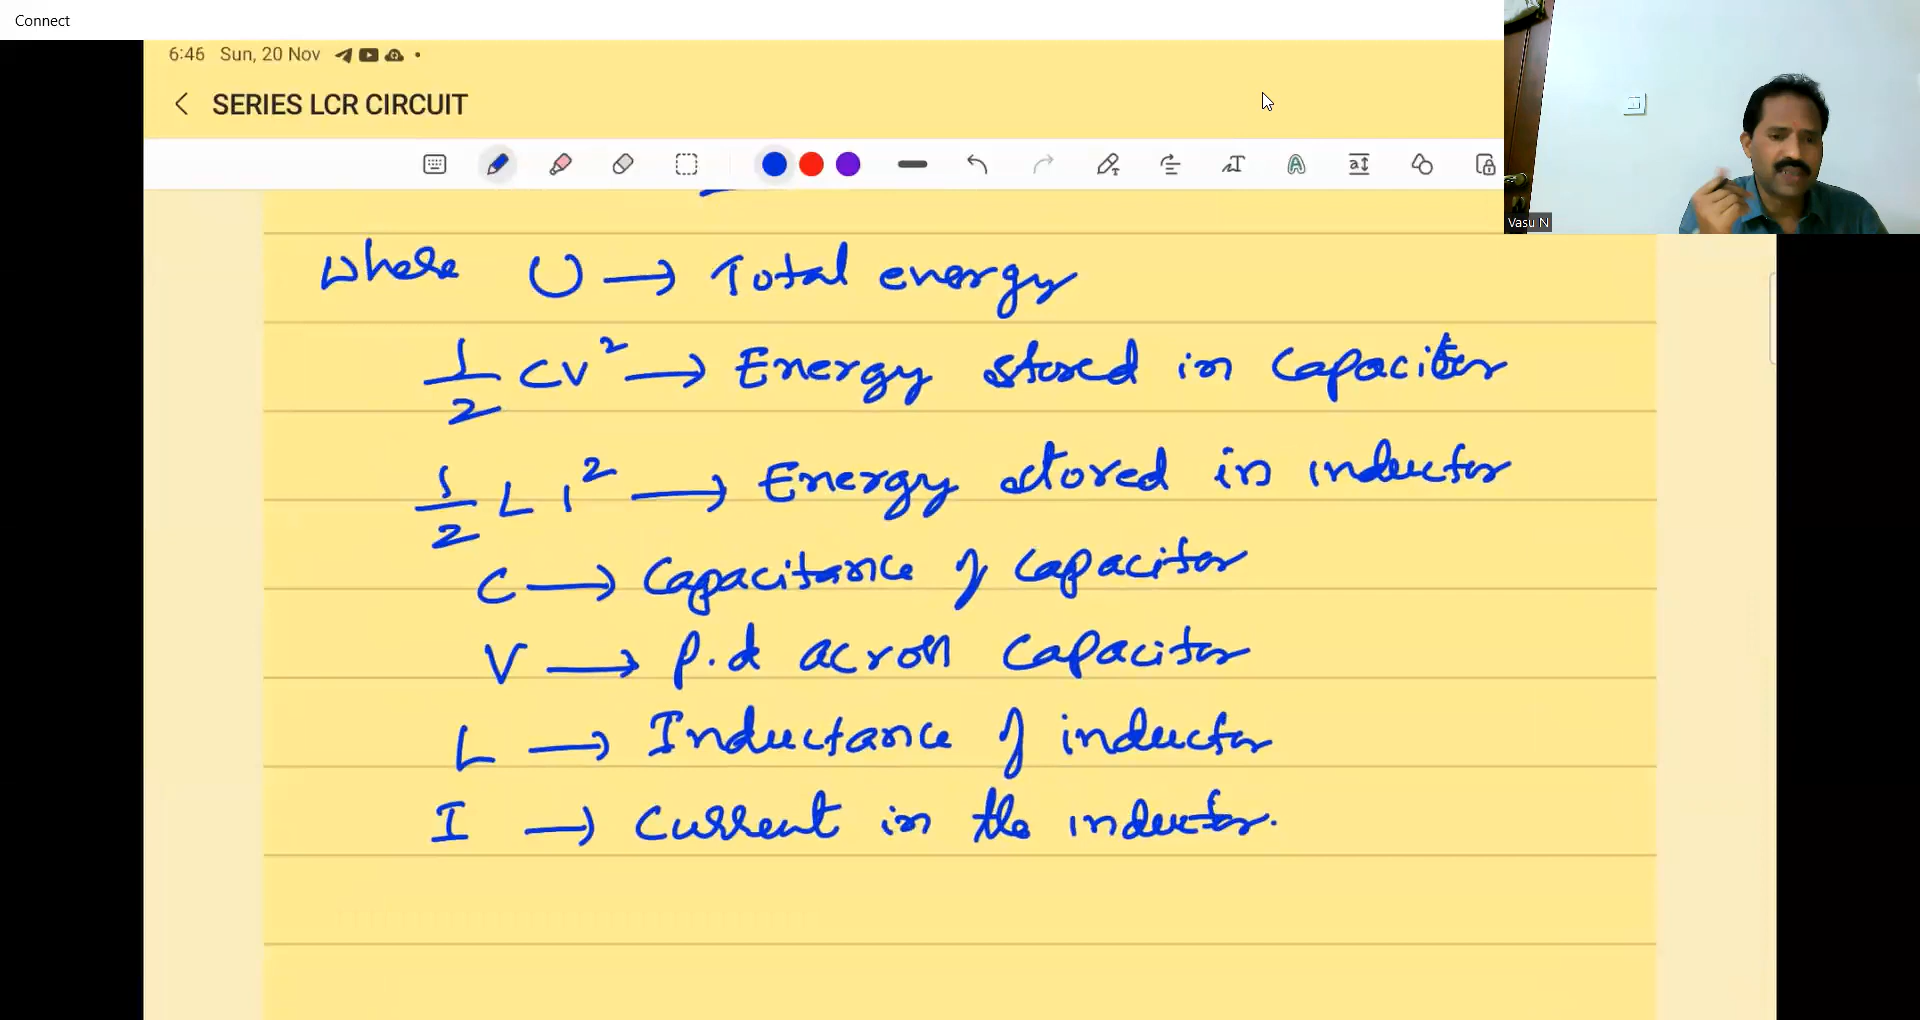 Connect
6:46 Sun, 20 Nov
SERIES LCR CIRCUIT
Vasu N
Where U → Total energy
1/2 CV² → Energy stored in capacitor
1/2 L I² → Energy stored in inductor
C → Capacitance of capacitor
V → P.d across capacitor
L → Inductance of inductor
I → Current in the inductor.